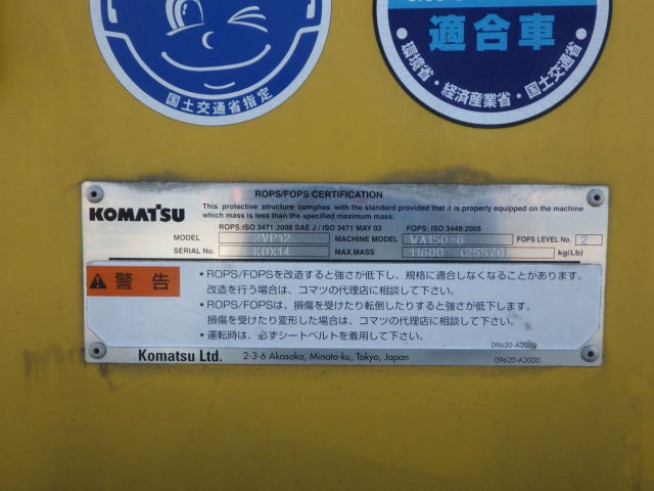 国土交通省指定
適合車
・環境省・経済産業省・国土交通省・
ROPS/FOPS CERTIFICATION
KOMATSU
This protective structure complies with the standard provided that it is properly equipped on the machine
which mass is less than the specified maximum mass.
ROPS ISO 3471:2008 SAE J / ISO 3471 MAY 03 FOPS: ISO 3449:2005
MODEL 2VP12 MACHINE MODEL WA150-6 FOPS LEVEL No. 2
SERIAL No. K0X14 MAX.MASS 11600 (25570) kg(Lb)
警告
・ROPS/FOPSを改造すると強さが低下し、規格に適合しなくなることがあります。
改造を行う場合は、コマツの代理店に相談して下さい。
・ROPS/FOPSは、損傷を受けたり転倒したりすると強さが低下します。
損傷を受けたり変形した場合は、コマツの代理店に相談して下さい。
・運転時は、必ずシートベルトを着用して下さい。
09620-A2000
Komatsu Ltd. 2-3-6 Akasaka, Minato-ku, Tokyo, Japan 09620-A2000